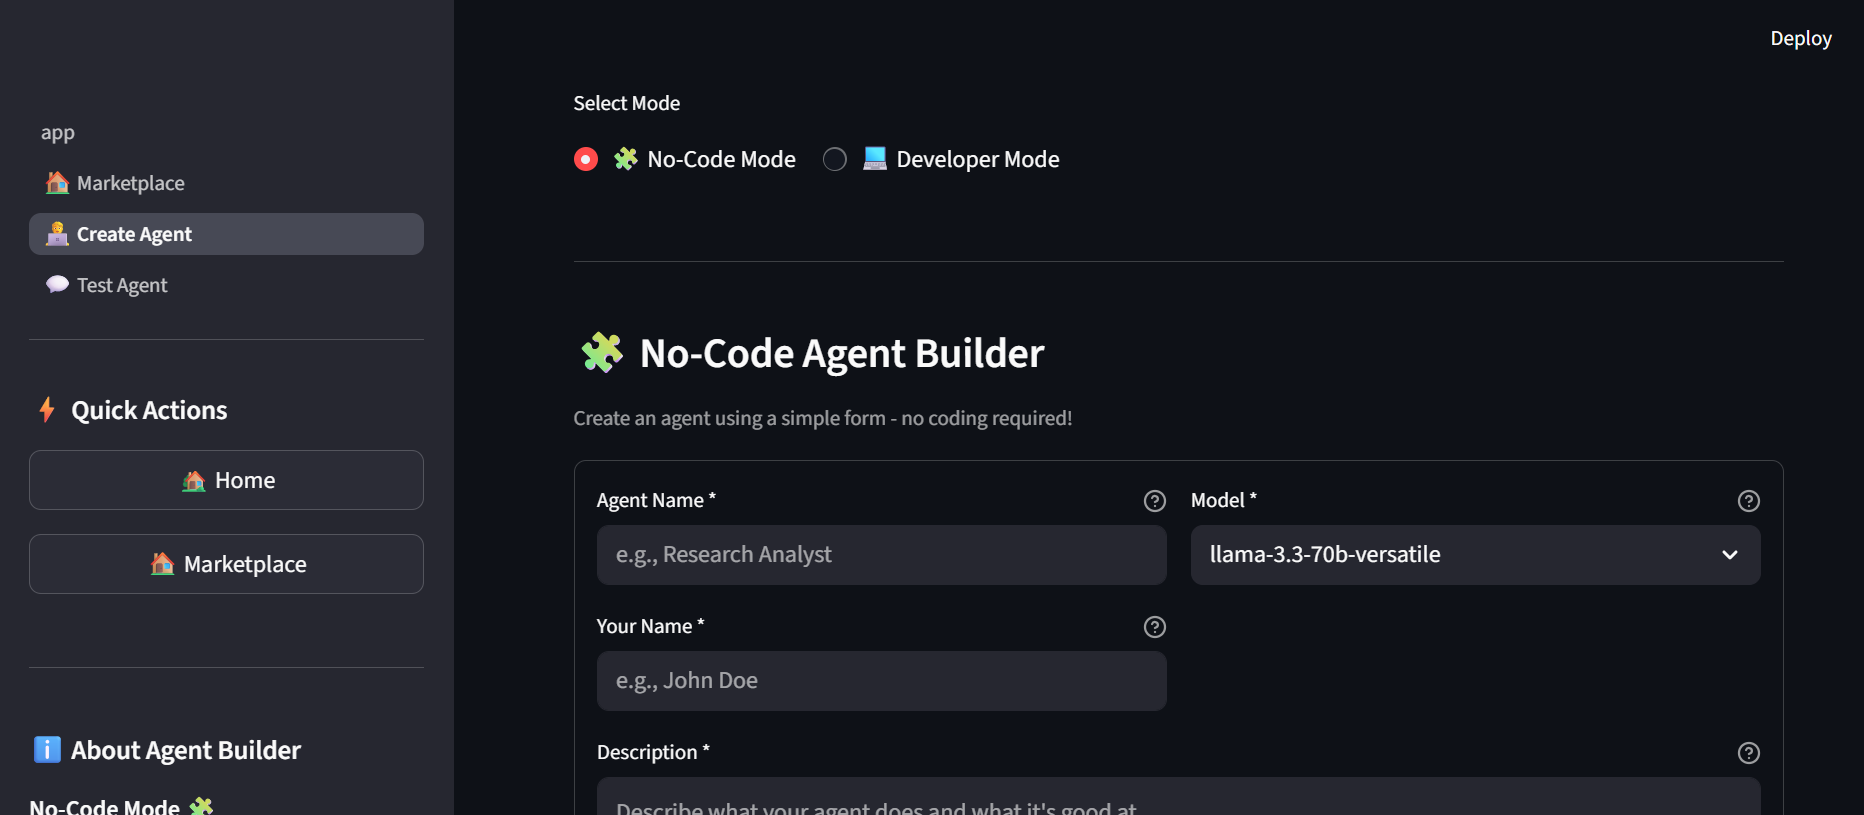 Deploy
app
Marketplace
Create Agent
Test Agent
Quick Actions
Home
Marketplace
About Agent Builder
No-Code Mode
Select Mode
No-Code Mode
Developer Mode
No-Code Agent Builder
Create an agent using a simple form - no coding required!
Agent Name *
e.g., Research Analyst
Model *
llama-3.3-70b-versatile
Your Name *
e.g., John Doe
Description *
Describe what your agent does and what it's good at